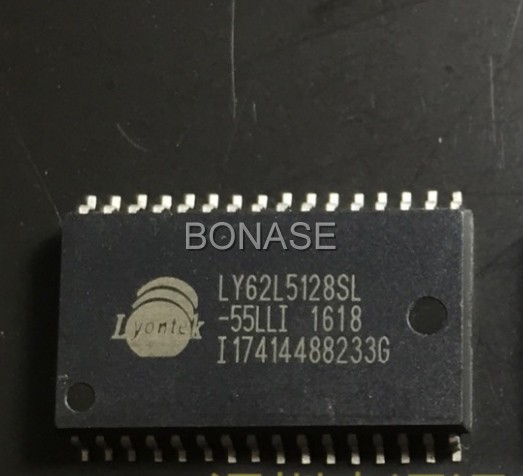 BONASE
LY62L5128SL
-55LLI 1618
I17414488233G
Lyontek